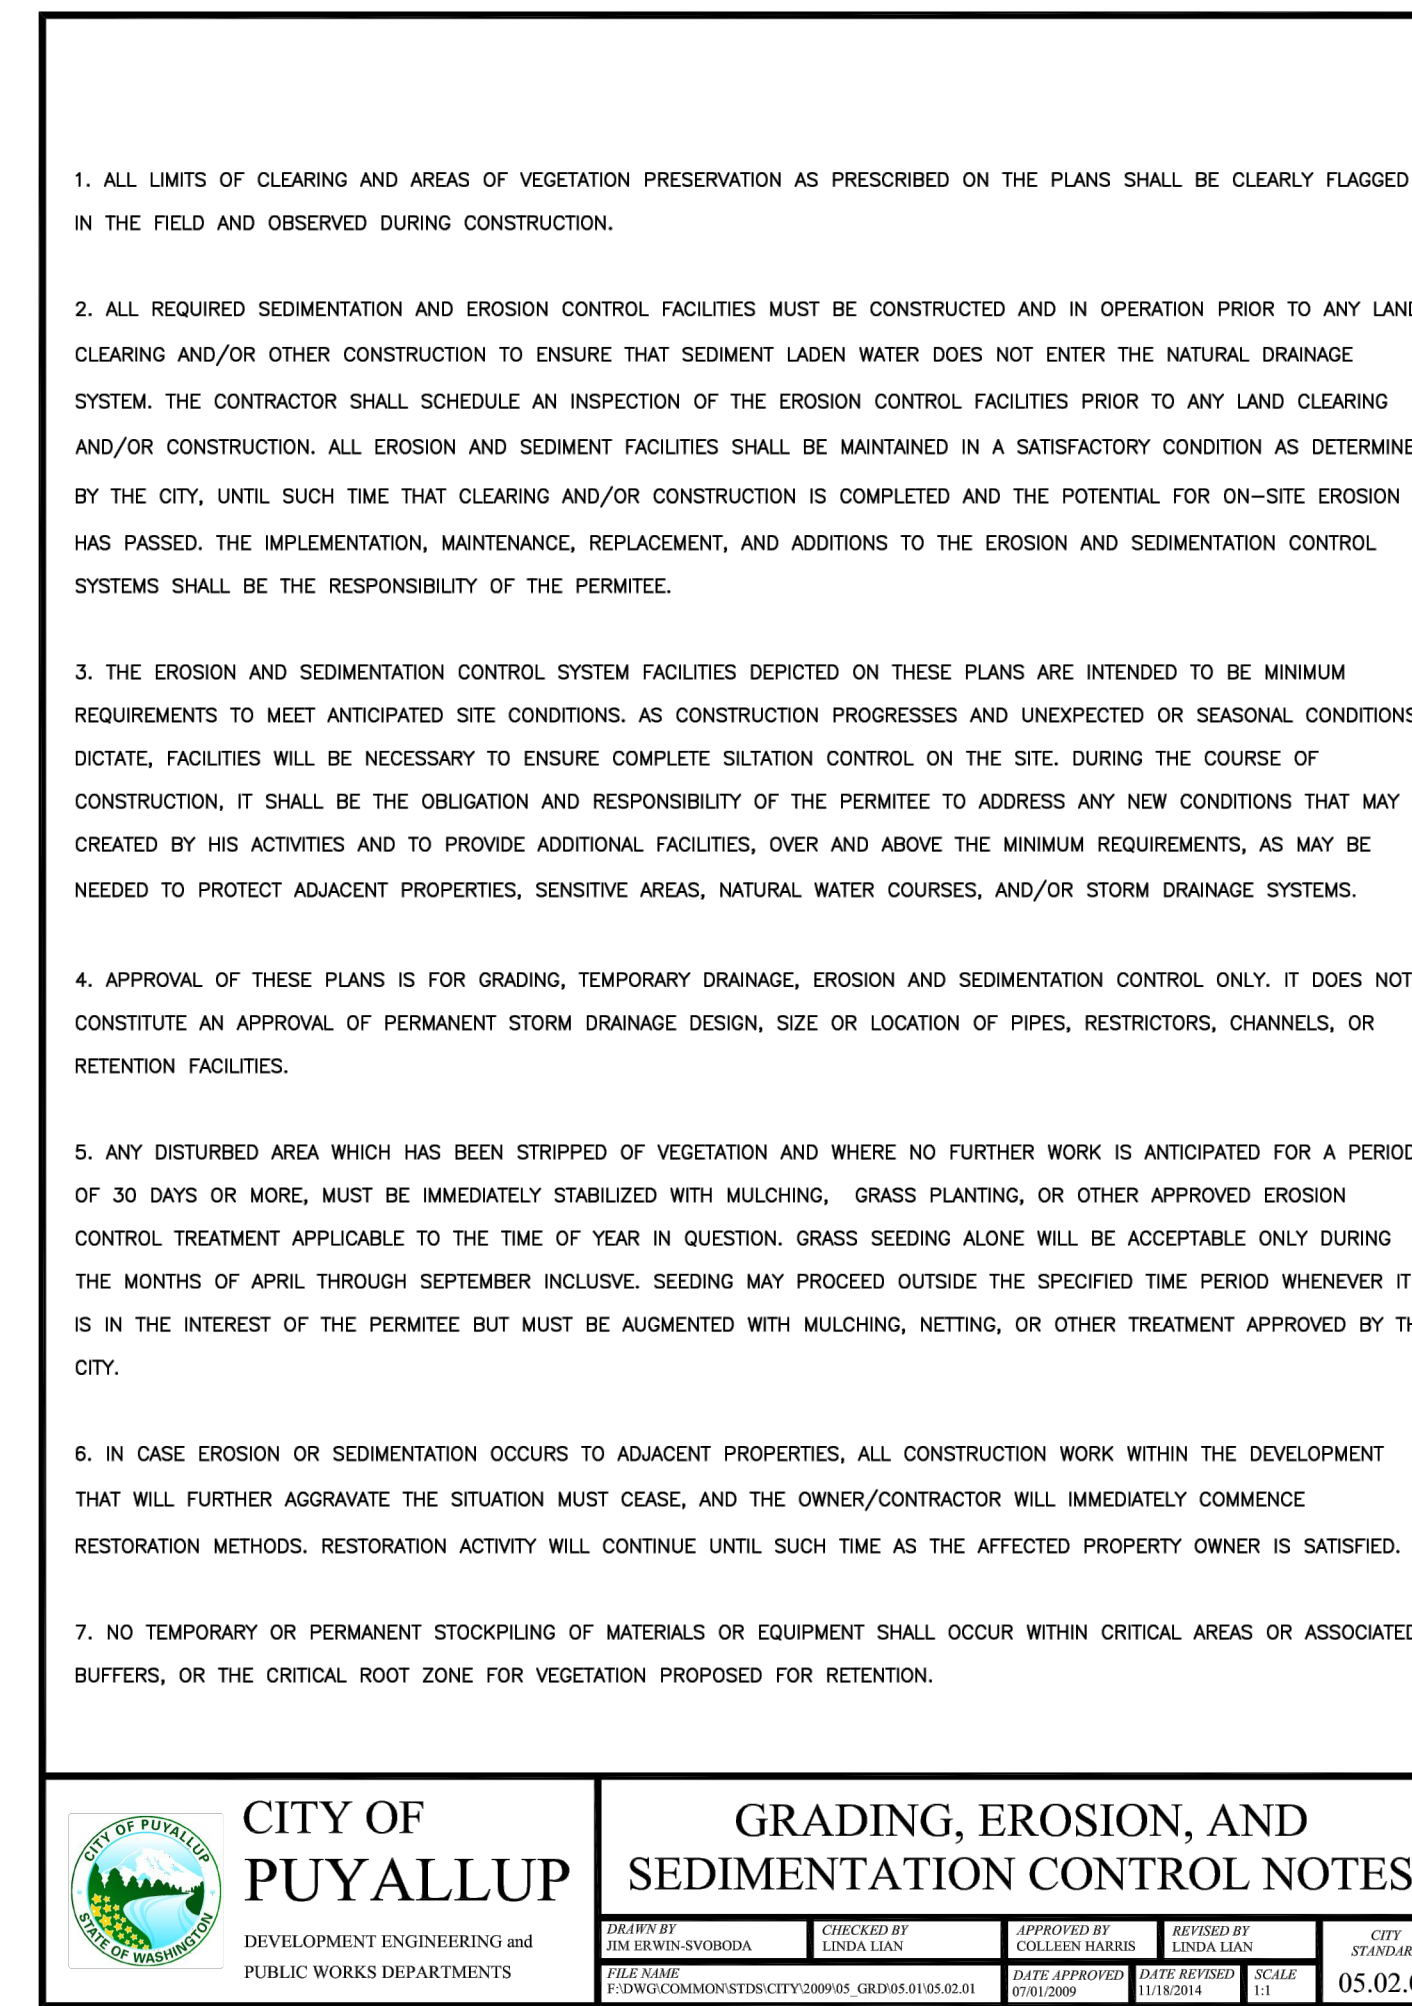 1. ALL LIMITS OF CLEARING AND AREAS OF VEGETATION PRESERVATION AS PRESCRIBED ON THE PLANS SHALL BE CLEARLY FLAGGED
IN THE FIELD AND OBSERVED DURING CONSTRUCTION.
2. ALL REQUIRED SEDIMENTATION AND EROSION CONTROL FACILITIES MUST BE CONSTRUCTED AND IN OPERATION PRIOR TO ANY LAND
CLEARING AND/OR OTHER CONSTRUCTION TO ENSURE THAT SEDIMENT LADEN WATER DOES NOT ENTER THE NATURAL DRAINAGE
SYSTEM. THE CONTRACTOR SHALL SCHEDULE AN INSPECTION OF THE EROSION CONTROL FACILITIES PRIOR TO ANY LAND CLEARING
AND/OR CONSTRUCTION. ALL EROSION AND SEDIMENT FACILITIES SHALL BE MAINTAINED IN A SATISFACTORY CONDITION AS DETERMINE
BY THE CITY, UNTIL SUCH TIME THAT CLEARING AND/OR CONSTRUCTION IS COMPLETED AND THE POTENTIAL FOR ON-SITE EROSION
HAS PASSED. THE IMPLEMENTATION, MAINTENANCE, REPLACEMENT, AND ADDITIONS TO THE EROSION AND SEDIMENTATION CONTROL
SYSTEMS SHALL BE THE RESPONSIBILITY OF THE PERMITEE.
3. THE EROSION AND SEDIMENTATION CONTROL SYSTEM FACILITIES DEPICTED ON THESE PLANS ARE INTENDED TO BE MINIMUM
REQUIREMENTS TO MEET ANTICIPATED SITE CONDITIONS. AS CONSTRUCTION PROGRESSES AND UNEXPECTED OR SEASONAL CONDITIONS
DICTATE, FACILITIES WILL BE NECESSARY TO ENSURE COMPLETE SILTATION CONTROL ON THE SITE. DURING THE COURSE OF
CONSTRUCTION, IT SHALL BE THE OBLIGATION AND RESPONSIBILITY OF THE PERMITEE TO ADDRESS ANY NEW CONDITIONS THAT MAY
CREATED BY HIS ACTIVITIES AND TO PROVIDE ADDITIONAL FACILITIES, OVER AND ABOVE THE MINIMUM REQUIREMENTS, AS MAY BE
NEEDED TO PROTECT ADJACENT PROPERTIES, SENSITIVE AREAS, NATURAL WATER COURSES, AND/OR STORM DRAINAGE SYSTEMS.
4. APPROVAL OF THESE PLANS IS FOR GRADING, TEMPORARY DRAINAGE, EROSION AND SEDIMENTATION CONTROL ONLY. IT DOES NOT
CONSTITUTE AN APPROVAL OF PERMANENT STORM DRAINAGE DESIGN, SIZE OR LOCATION OF PIPES, RESTRICTORS, CHANNELS, OR
RETENTION FACILITIES.
5. ANY DISTURBED AREA WHICH HAS BEEN STRIPPED OF VEGETATION AND WHERE NO FURTHER WORK IS ANTICIPATED FOR A PERIOD
OF 30 DAYS OR MORE, MUST BE IMMEDIATELY STABILIZED WITH MULCHING, GRASS PLANTING, OR OTHER APPROVED EROSION
CONTROL TREATMENT APPLICABLE TO THE TIME OF YEAR IN QUESTION. GRASS SEEDING ALONE WILL BE ACCEPTABLE ONLY DURING
THE MONTHS OF APRIL THROUGH SEPTEMBER INCLUSVE. SEEDING MAY PROCEED OUTSIDE THE SPECIFIED TIME PERIOD WHENEVER IT
IS IN THE INTEREST OF THE PERMITEE BUT MUST BE AUGMENTED WITH MULCHING, NETTING, OR OTHER TREATMENT APPROVED BY TH
CITY.
6. IN CASE EROSION OR SEDIMENTATION OCCURS TO ADJACENT PROPERTIES, ALL CONSTRUCTION WORK WITHIN THE DEVELOPMENT
THAT WILL FURTHER AGGRAVATE THE SITUATION MUST CEASE, AND THE OWNER/CONTRACTOR WILL IMMEDIATELY COMMENCE
RESTORATION METHODS. RESTORATION ACTIVITY WILL CONTINUE UNTIL SUCH TIME AS THE AFFECTED PROPERTY OWNER IS SATISFIED.
7. NO TEMPORARY OR PERMANENT STOCKPILING OF MATERIALS OR EQUIPMENT SHALL OCCUR WITHIN CRITICAL AREAS OR ASSOCIATED
BUFFERS, OR THE CRITICAL ROOT ZONE FOR VEGETATION PROPOSED FOR RETENTION.
CITY OF PUYALLUP
STATE OF WASHINGTON
CITY OF
PUYALLUP
DEVELOPMENT ENGINEERING and
PUBLIC WORKS DEPARTMENTS
GRADING, EROSION, AND
SEDIMENTATION CONTROL NOTES
DRAWN BY
JIM ERWIN-SVOBODA
CHECKED BY
LINDA LIAN
APPROVED BY
COLLEEN HARRIS
REVISED BY
LINDA LIAN
CITY
STANDAR
FILE NAME
F:\DWG\COMMON\STDS\CITY\2009\05_GRD\05.01\05.02.01
DATE APPROVED
07/01/2009
DATE REVISED
11/18/2014
SCALE
1:1
05.02.0